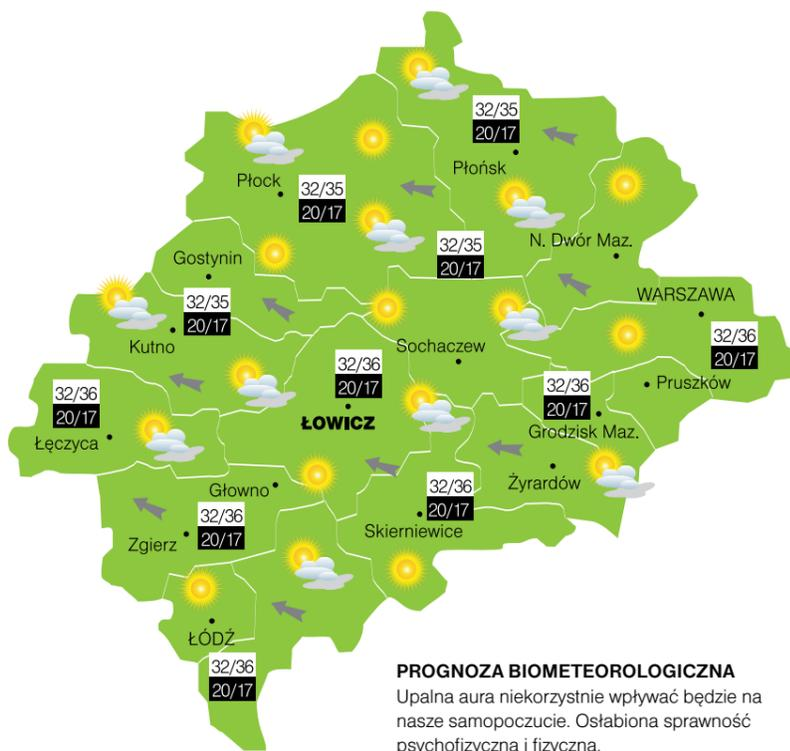 32/35
20/17
Płońsk
Płock
32/35
20/17
32/35
20/17
N. Dwór Maz.
Gostynin
WARSZAWA
32/35
20/17
Kutno
32/36
20/17
Sochaczew
32/36
20/17
ŁOWICZ
32/36
20/17
Pruszków
32/36
20/17
Łęczyca
Grodzisk Maz.
Głowno
Żyrardów
32/36
20/17
Skierniewice
32/36
20/17
Zgierz
ŁÓDŹ
32/36
20/17
PROGNOZA BIOMETEOROLOGICZNA
Upalna aura niekorzystnie wpływać będzie na
nasze samopoczucie. Osłabiona sprawność
psychofizyczna i fizyczna.